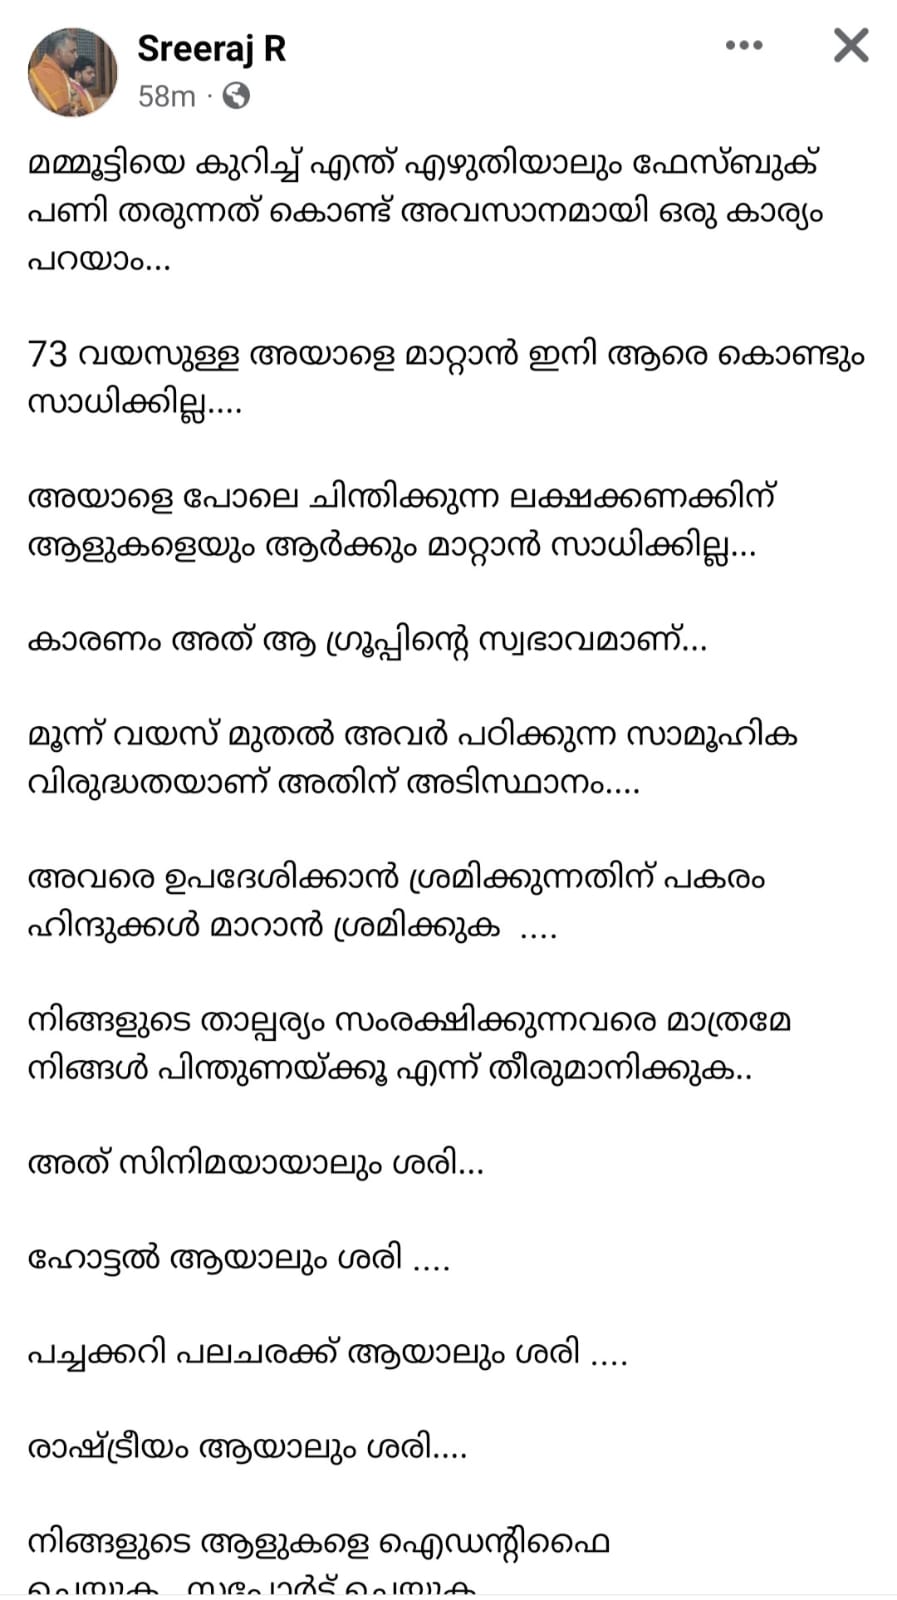 Sreeraj R
58m ·
മമ്മൂട്ടിയെ കുറിച്ച് എന്ത് എഴുതിയാലും ഫേസ്ബുക്
പണി തരുന്നത് കൊണ്ട് അവസാനമായി ഒരു കാര്യം
പറയാം...
73 വയസുള്ള അയാളെ മാറ്റാൻ ഇനി ആരെ കൊണ്ടും
സാധിക്കില്ല....
അയാളെ പോലെ ചിന്തിക്കുന്ന ലക്ഷക്കണക്കിന്
ആളുകളെയും ആർക്കും മാറ്റാൻ സാധിക്കില്ല...
കാരണം അത് ആ ഗ്രൂപ്പിന്റെ സ്വഭാവമാണ്...
മൂന്ന് വയസ് മുതൽ അവർ പഠിക്കുന്ന സാമൂഹിക
വിരുദ്ധതയാണ് അതിന് അടിസ്ഥാനം....
അവരെ ഉപദേശിക്കാൻ ശ്രമിക്കുന്നതിന് പകരം
ഹിന്ദുക്കൾ മാറാൻ ശ്രമിക്കുക ....
നിങ്ങളുടെ താല്പര്യം സംരക്ഷിക്കുന്നവരെ മാത്രമേ
നിങ്ങൾ പിന്തുണയ്ക്കൂ എന്ന് തീരുമാനിക്കുക..
അത് സിനിമയായാലും ശരി...
ഹോട്ടൽ ആയാലും ശരി ....
പച്ചക്കറി പലചരക്ക് ആയാലും ശരി ....
രാഷ്ട്രീയം ആയാലും ശരി....
നിങ്ങളുടെ ആളുകളെ ഐഡന്റിഫൈ